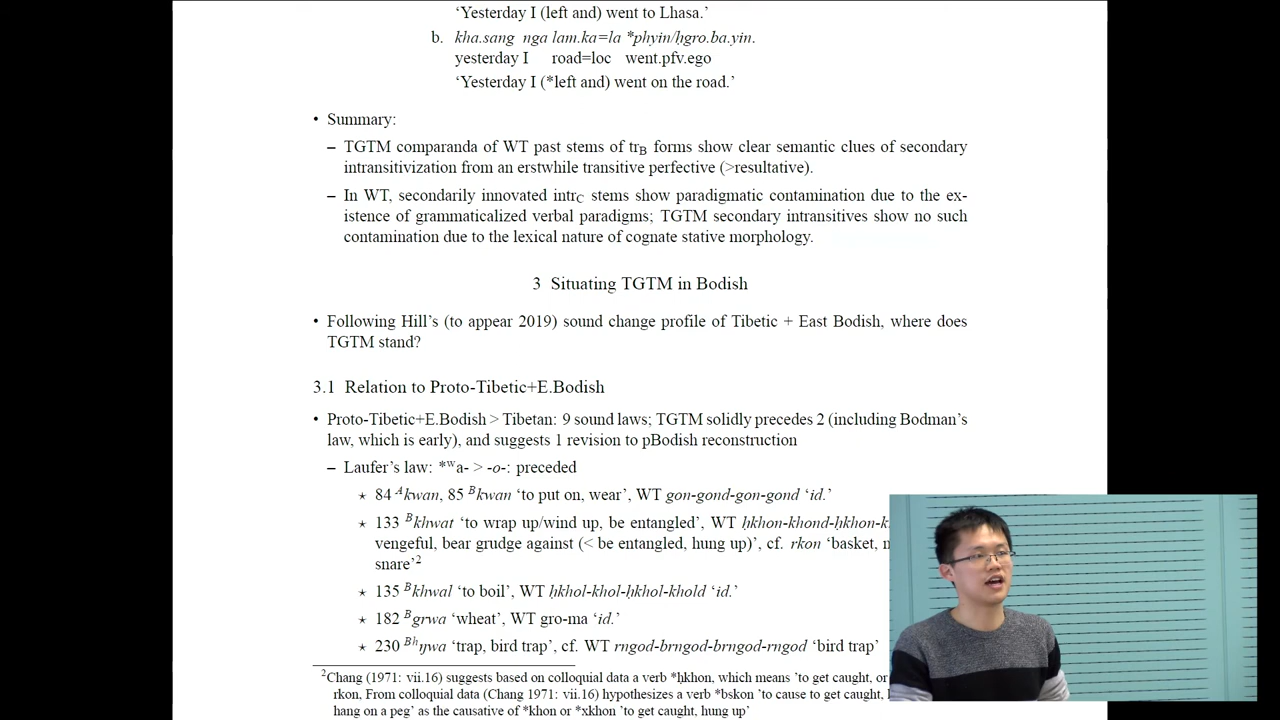 ‘Yesterday I (left and) went to Lhasa.’
b. kha.sang nga lam.ka=la *phyin/ḥgro.ba.yin.
yesterday I road=loc went.pfv.ego
‘Yesterday I (*left and) went on the road.’
• Summary:
– TGTM comparanda of WT past stems of trB forms show clear semantic clues of secondary
intransitivization from an erstwhile transitive perfective (>resultative).
– In WT, secondarily innovated intrC stems show paradigmatic contamination due to the ex-
istence of grammaticalized verbal paradigms; TGTM secondary intransitives show no such
contamination due to the lexical nature of cognate stative morphology.
3 Situating TGTM in Bodish
• Following Hill’s (to appear 2019) sound change profile of Tibetic + East Bodish, where does
TGTM stand?
3.1 Relation to Proto-Tibetic+E.Bodish
• Proto-Tibetic+E.Bodish > Tibetan: 9 sound laws; TGTM solidly precedes 2 (including Bodman’s
law, which is early), and suggests 1 revision to pBodish reconstruction
– Laufer’s law: *ʷa- > -o-: preceded
⋆ 84 ᴬkwan, 85 ᴮkwan ‘to put on, wear’, WT gon-gond-gon-gond ‘id.’
⋆ 133 ᴮkhwat ‘to wrap up/wind up, be entangled’, WT ḥkhon-khond-ḥkhon-k
vengeful, bear grudge against (< be entangled, hung up)’, cf. rkon ‘basket,
snare’²
⋆ 135 ᴮkhwal ‘to boil’, WT ḥkhol-khol-ḥkhol-khold ‘id.’
⋆ 182 ᴮgrwa ‘wheat’, WT gro-ma ‘id.’
⋆ 230 ᴮʰŋwa ‘trap, bird trap’, cf. WT rngod-brngod-brngod-rngod ‘bird trap’
²Chang (1971: vii.16) suggests based on colloquial data a verb *ḥkhon, which means ’to get caught, or
rkon, From colloquial data (Chang 1971: vii.16) hypothesizes a verb *bskon ’to cause to get caught,
hang on a peg’ as the causative of *khon or *xkhon ’to get caught, hung up’